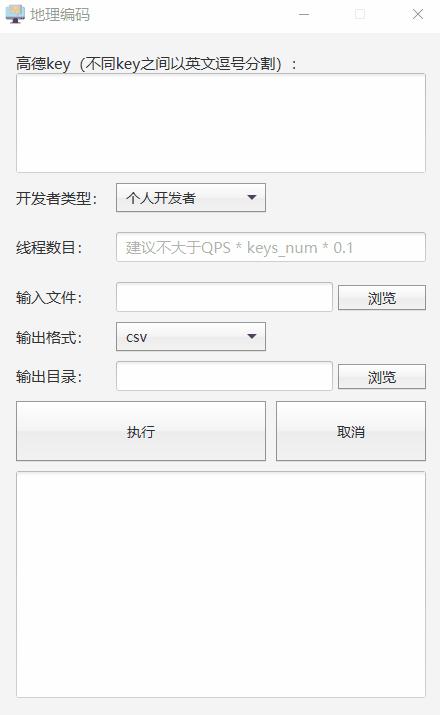 地理编码
高德key（不同key之间以英文逗号分割）：
开发者类型： 个人开发者
线程数目： 建议不大于QPS * keys_num * 0.1
输入文件： 浏览
输出格式： csv
输出目录： 浏览
执行 取消